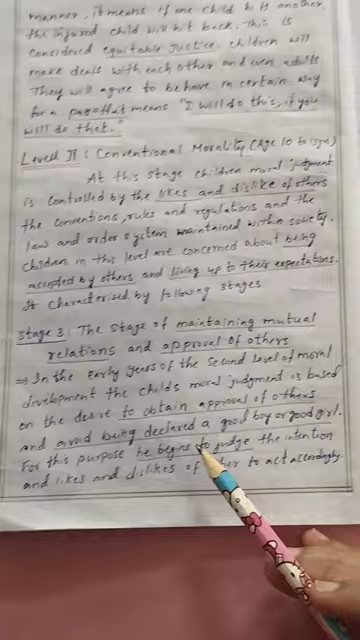 manner, it means if one child hits another,
the injured child will hit back. This is
considered equitable Justice. children will
make deals with each other and even adults
They will agree to behave in certain way
for a payoff it means "I will do this, if you
will do that."
Level II : Conventional Morality (Age 10 to 13yrs)
At this stage children moral judgment
is controlled by the likes and dislike of others
the conventions, rules and regulations and the
law and order system maintained within society.
Children in this level are concerned about being
accepted by others and living up to their expectations.
It characterised by following stages
Stage 3: The stage of maintaining mutual
relations and approval of others
⇒ In the early years of the second level of moral
development the child's moral judgment is based
on the desire to obtain approval of others
and avoid being declared a good boy or good girl.
For this purpose he begins to judge the intention
and likes and dislikes of other to act accordingly.